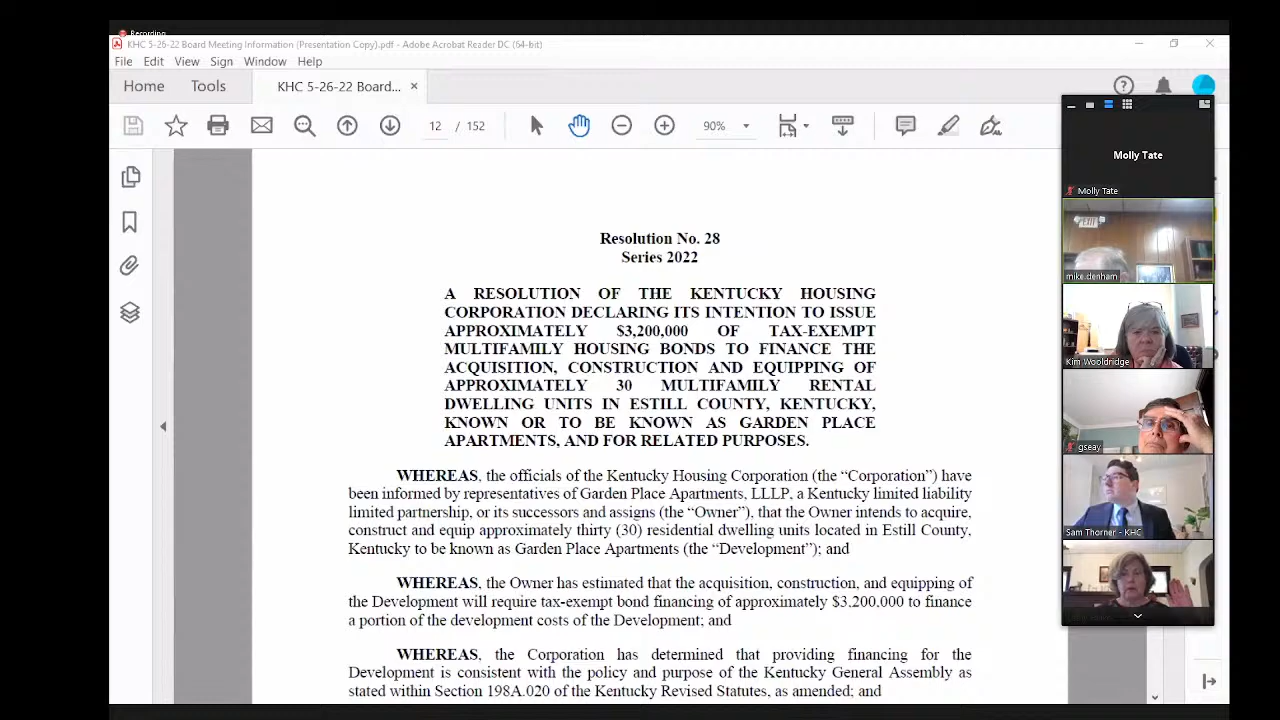 Recording
KHC 5-26-22 Board Meeting Information (Presentation Copy).pdf - Adobe Acrobat Reader DC (64-bit)
File Edit View Sign Window Help
Home Tools KHC 5-26-22 Board...
12 / 152 90%
Resolution No. 28
Series 2022
A RESOLUTION OF THE KENTUCKY HOUSING
CORPORATION DECLARING ITS INTENTION TO ISSUE
APPROXIMATELY $3,200,000 OF TAX-EXEMPT
MULTIFAMILY HOUSING BONDS TO FINANCE THE
ACQUISITION, CONSTRUCTION AND EQUIPPING OF
APPROXIMATELY 30 MULTIFAMILY RENTAL
DWELLING UNITS IN ESTILL COUNTY, KENTUCKY,
KNOWN OR TO BE KNOWN AS GARDEN PLACE
APARTMENTS, AND FOR RELATED PURPOSES.
WHEREAS, the officials of the Kentucky Housing Corporation (the “Corporation”) have
been informed by representatives of Garden Place Apartments, LLLP, a Kentucky limited liability
limited partnership, or its successors and assigns (the “Owner”), that the Owner intends to acquire,
construct and equip approximately thirty (30) residential dwelling units located in Estill County,
Kentucky to be known as Garden Place Apartments (the “Development”); and
WHEREAS, the Owner has estimated that the acquisition, construction, and equipping of
the Development will require tax-exempt bond financing of approximately $3,200,000 to finance
a portion of the development costs of the Development; and
WHEREAS, the Corporation has determined that providing financing for the
Development is consistent with the policy and purpose of the Kentucky General Assembly as
stated within Section 198A.020 of the Kentucky Revised Statutes, as amended; and
Molly Tate
Molly Tate
EXIT
mike.denham
Kim Wooldridge
gseay
Sam Thorner - KHC